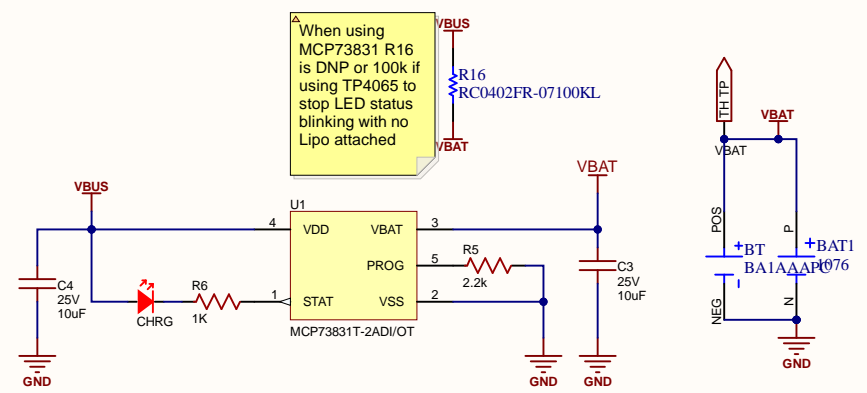 When using
MCP73831 R16
is DNP or 100k if
using TP4065 to
stop LED status
blinking with no
Lipo attached
VBUS
R16
RC0402FR-07100KL
VBAT
TH TP
VBAT
VBAT
POS
P
BT
BA1AAAPC
BAT1
1076
NEG
N
GND
VBUS
C4
25V
10uF
GND
CHRG
R6
1K
U1
4
VDD
VBAT
3
PROG
5
1
STAT
VSS
2
MCP73831T-2ADI/OT
R5
2.2k
GND
VBAT
C3
25V
10uF
GND